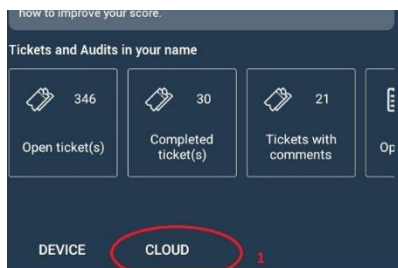 how to improve your score.
Tickets and Audits in your name
346
30
21
Open ticket(s)
Completed
ticket(s)
Tickets with
comments
Op
DEVICE
CLOUD
1